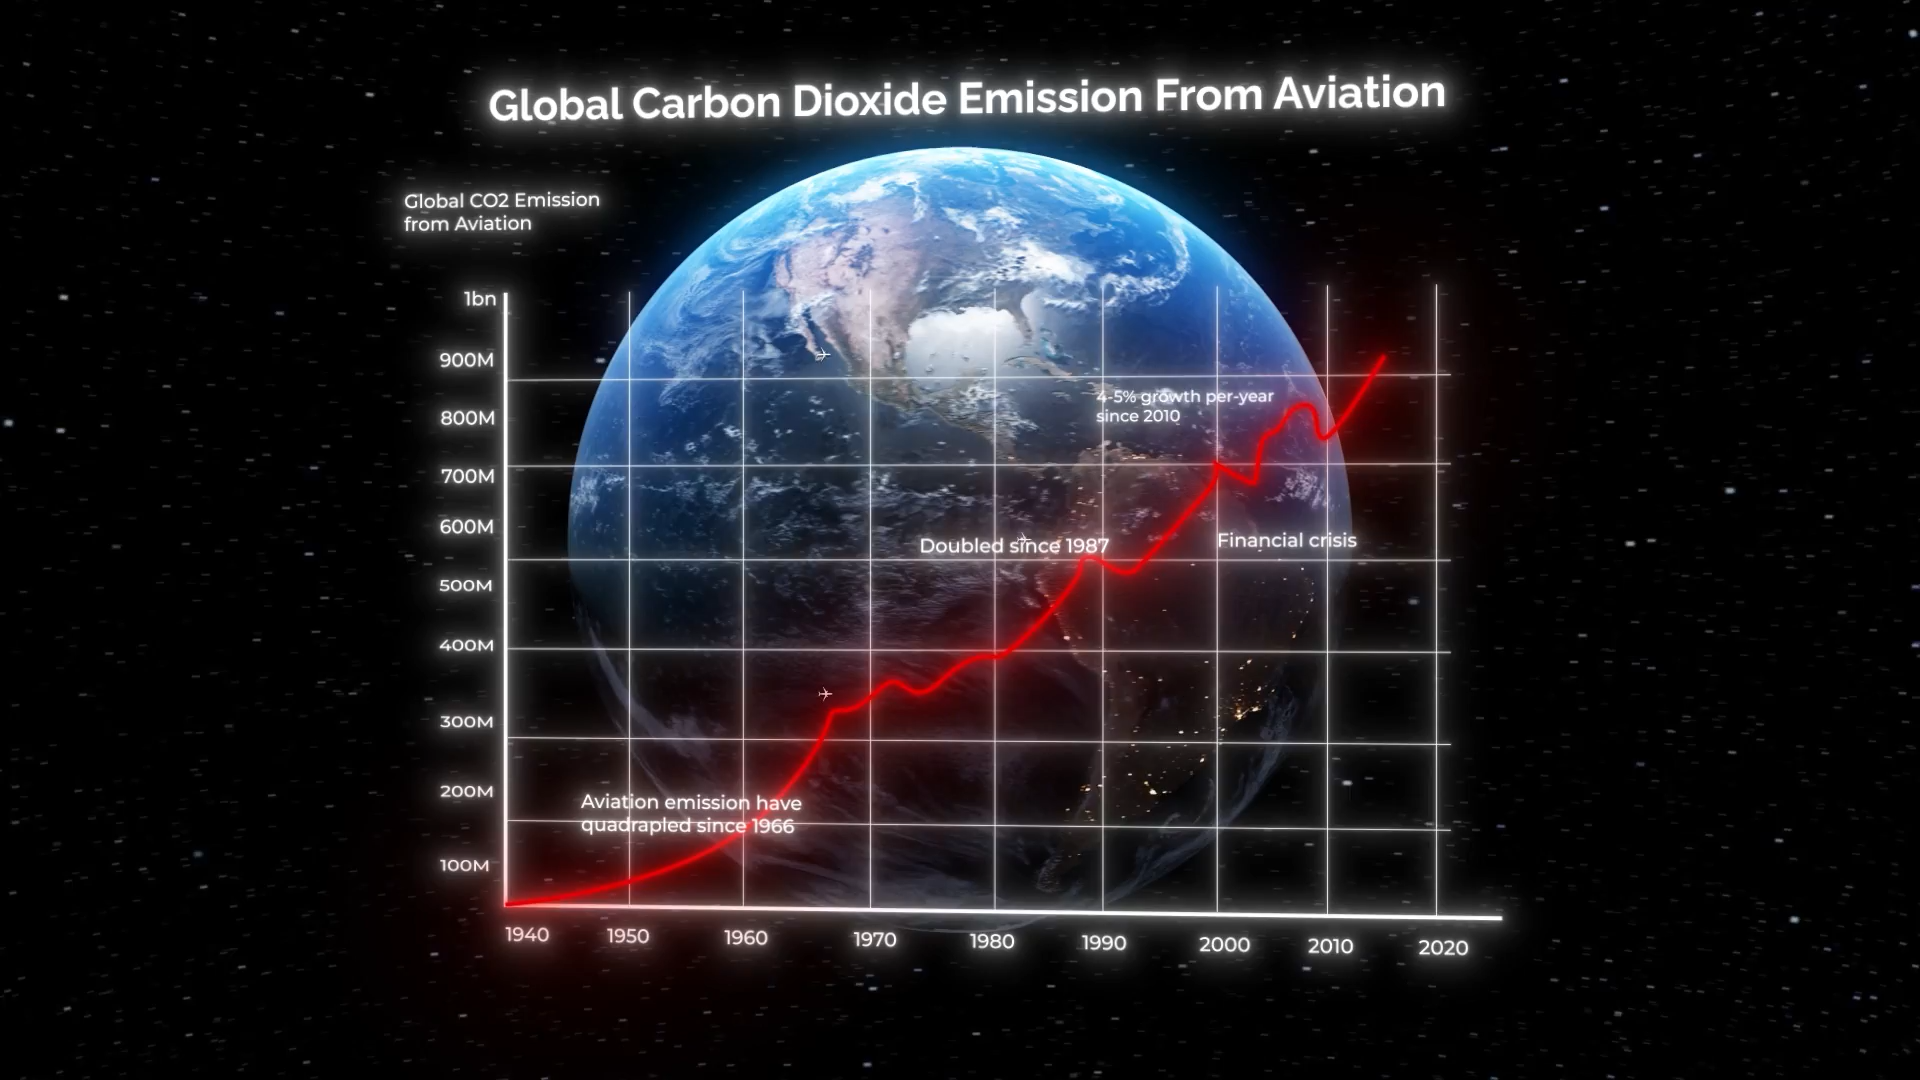 Global Carbon Dioxide Emission From Aviation
Global CO2 Emission
from Aviation
1bn
900M
800M
700M
600M
500M
400M
300M
200M
100M
4-5% growth per-year
since 2010
Doubled since 1987
Financial crisis
Aviation emission have
quadrapled since 1966
1940
1950
1960
1970
1980
1990
2000
2010
2020